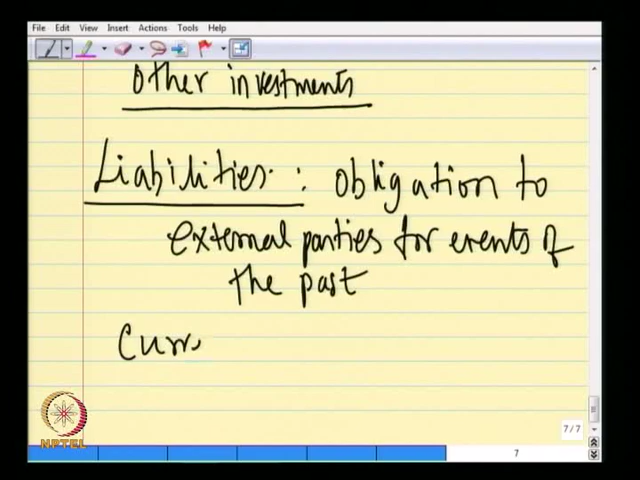 File Edit View Insert Actions Tools Help
Other investments
Liabilities : Obligation to
external parties for events of
the past
Curr
7/7
NPTEL
7